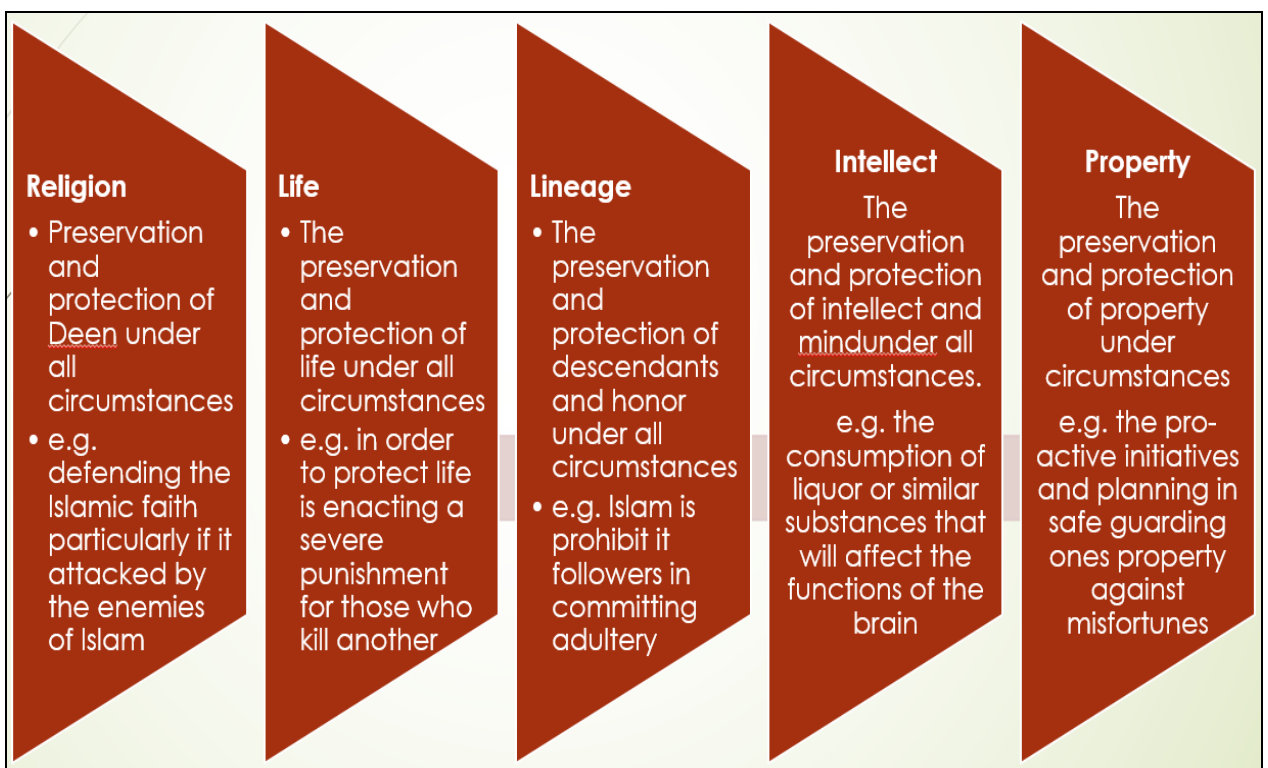 Religion
• Preservation
and
protection of
Deen under
all
circumstances
• e.g.
defending the
Islamic faith
particularly if it
attacked by
the enemies
of Islam
Life
• The
preservation
and
protection of
life under all
circumstances
• e.g. in order
to protect life
is enacting a
severe
punishment
for those who
kill another
Lineage
• The
preservation
and
protection of
descendants
and honor
under all
circumstances
• e.g. Islam is
prohibit it
followers in
committing
adultery
Intellect
The
preservation
and protection
of intellect and
mindunder all
circumstances.
e.g. the
consumption of
liquor or similar
substances that
will affect the
functions of the
brain
Property
The
preservation
and protection
of property
under
circumstances
e.g. the pro-
active initiatives
and planning in
safe guarding
ones property
against
misfortunes